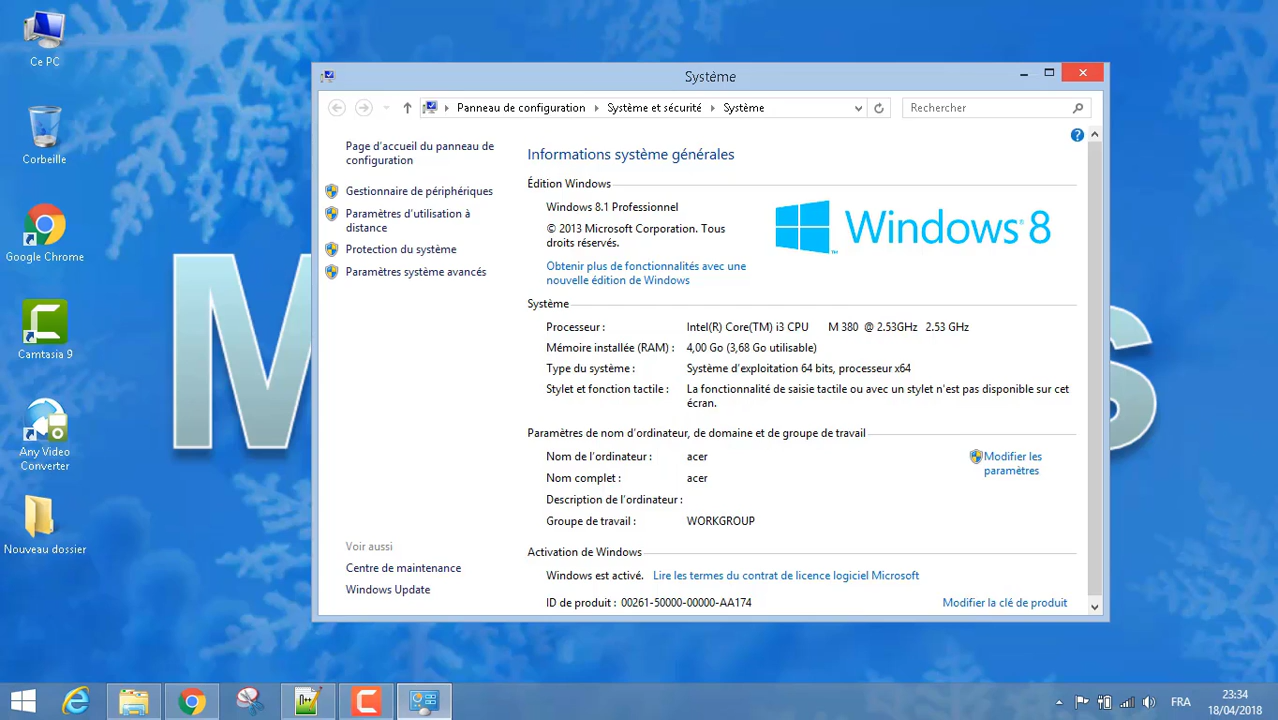 Ce PC
Corbeille
Google Chrome
Camtasia 9
Any Video
Converter
Nouveau dossier
M
S
Système
Panneau de configuration
Système et sécurité
Système
Rechercher
Page d'accueil du panneau de
configuration
Gestionnaire de périphériques
Paramètres d'utilisation à
distance
Protection du système
Paramètres système avancés
Voir aussi
Centre de maintenance
Windows Update
Informations système générales
Édition Windows
Windows 8.1 Professionnel
© 2013 Microsoft Corporation. Tous
droits réservés.
Obtenir plus de fonctionnalités avec une
nouvelle édition de Windows
Windows® 8
Système
Processeur : Intel(R) Core(TM) i3 CPU M 380 @ 2.53GHz 2.53 GHz
Mémoire installée (RAM) : 4,00 Go (3,68 Go utilisable)
Type du système : Système d'exploitation 64 bits, processeur x64
Stylet et fonction tactile : La fonctionnalité de saisie tactile ou avec un stylet n'est pas disponible sur cet
écran.
Paramètres de nom d'ordinateur, de domaine et de groupe de travail
Nom de l'ordinateur : acer
Modifier les
paramètres
Nom complet : acer
Description de l'ordinateur :
Groupe de travail : WORKGROUP
Activation de Windows
Windows est activé. Lire les termes du contrat de licence logiciel Microsoft
ID de produit : 00261-50000-00000-AA174
Modifier la clé de produit
FRA
23:34
18/04/2018